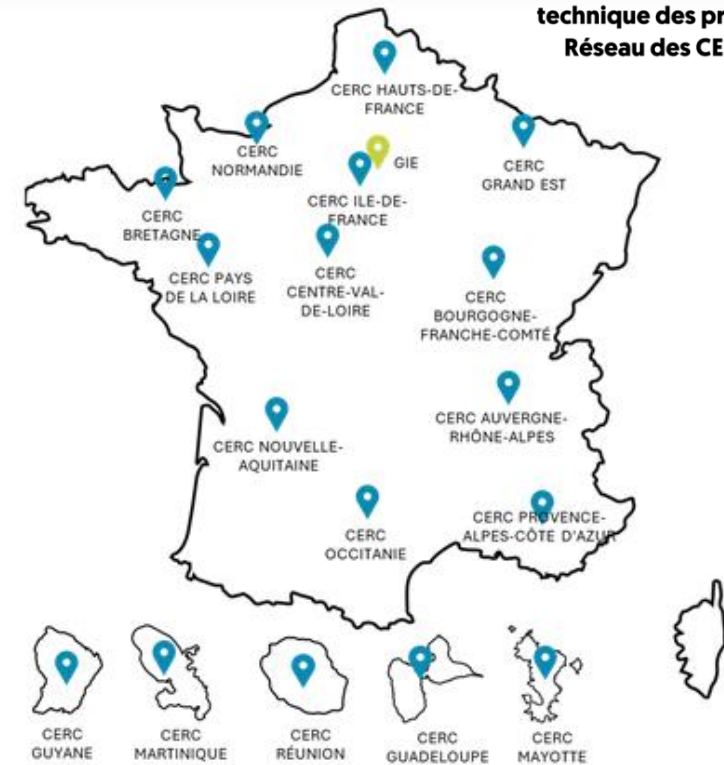 technique des pr
Réseau des CE
CERC HAUTS-DE-
FRANCE
CERC
NORMANDIE
GIE
CERC
GRAND EST
CERC ILE-DE-
FRANCE
CERC
BRETAGNE
CERC PAYS
DE LA LOIRE
CERC
CENTRE-VAL-
DE-LOIRE
CERC
BOURGOGNE-
FRANCHE-COMTÉ
CERC AUVERGNE-
RHÔNE-ALPES
CERC NOUVELLE-
AQUITAINE
CERC
OCCITANIE
CERC PROVENCE-
ALPES-CÔTE D'AZUR
CERC
GUYANE
CERC
MARTINIQUE
CERC
RÉUNION
CERC
GUADELOUPE
CERC
MAYOTTE